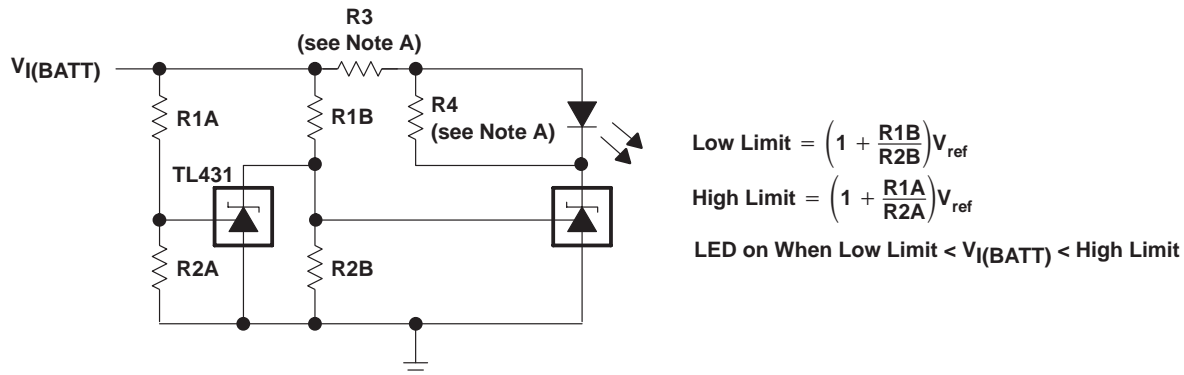 R3
(see Note A)
VI(BATT)
R1A
R1B
R4
(see Note A)
TL431
R2A
R2B
Low Limit = (1 + R1B/R2B)Vref
High Limit = (1 + R1A/R2A)Vref
LED on When Low Limit < VI(BATT) < High Limit